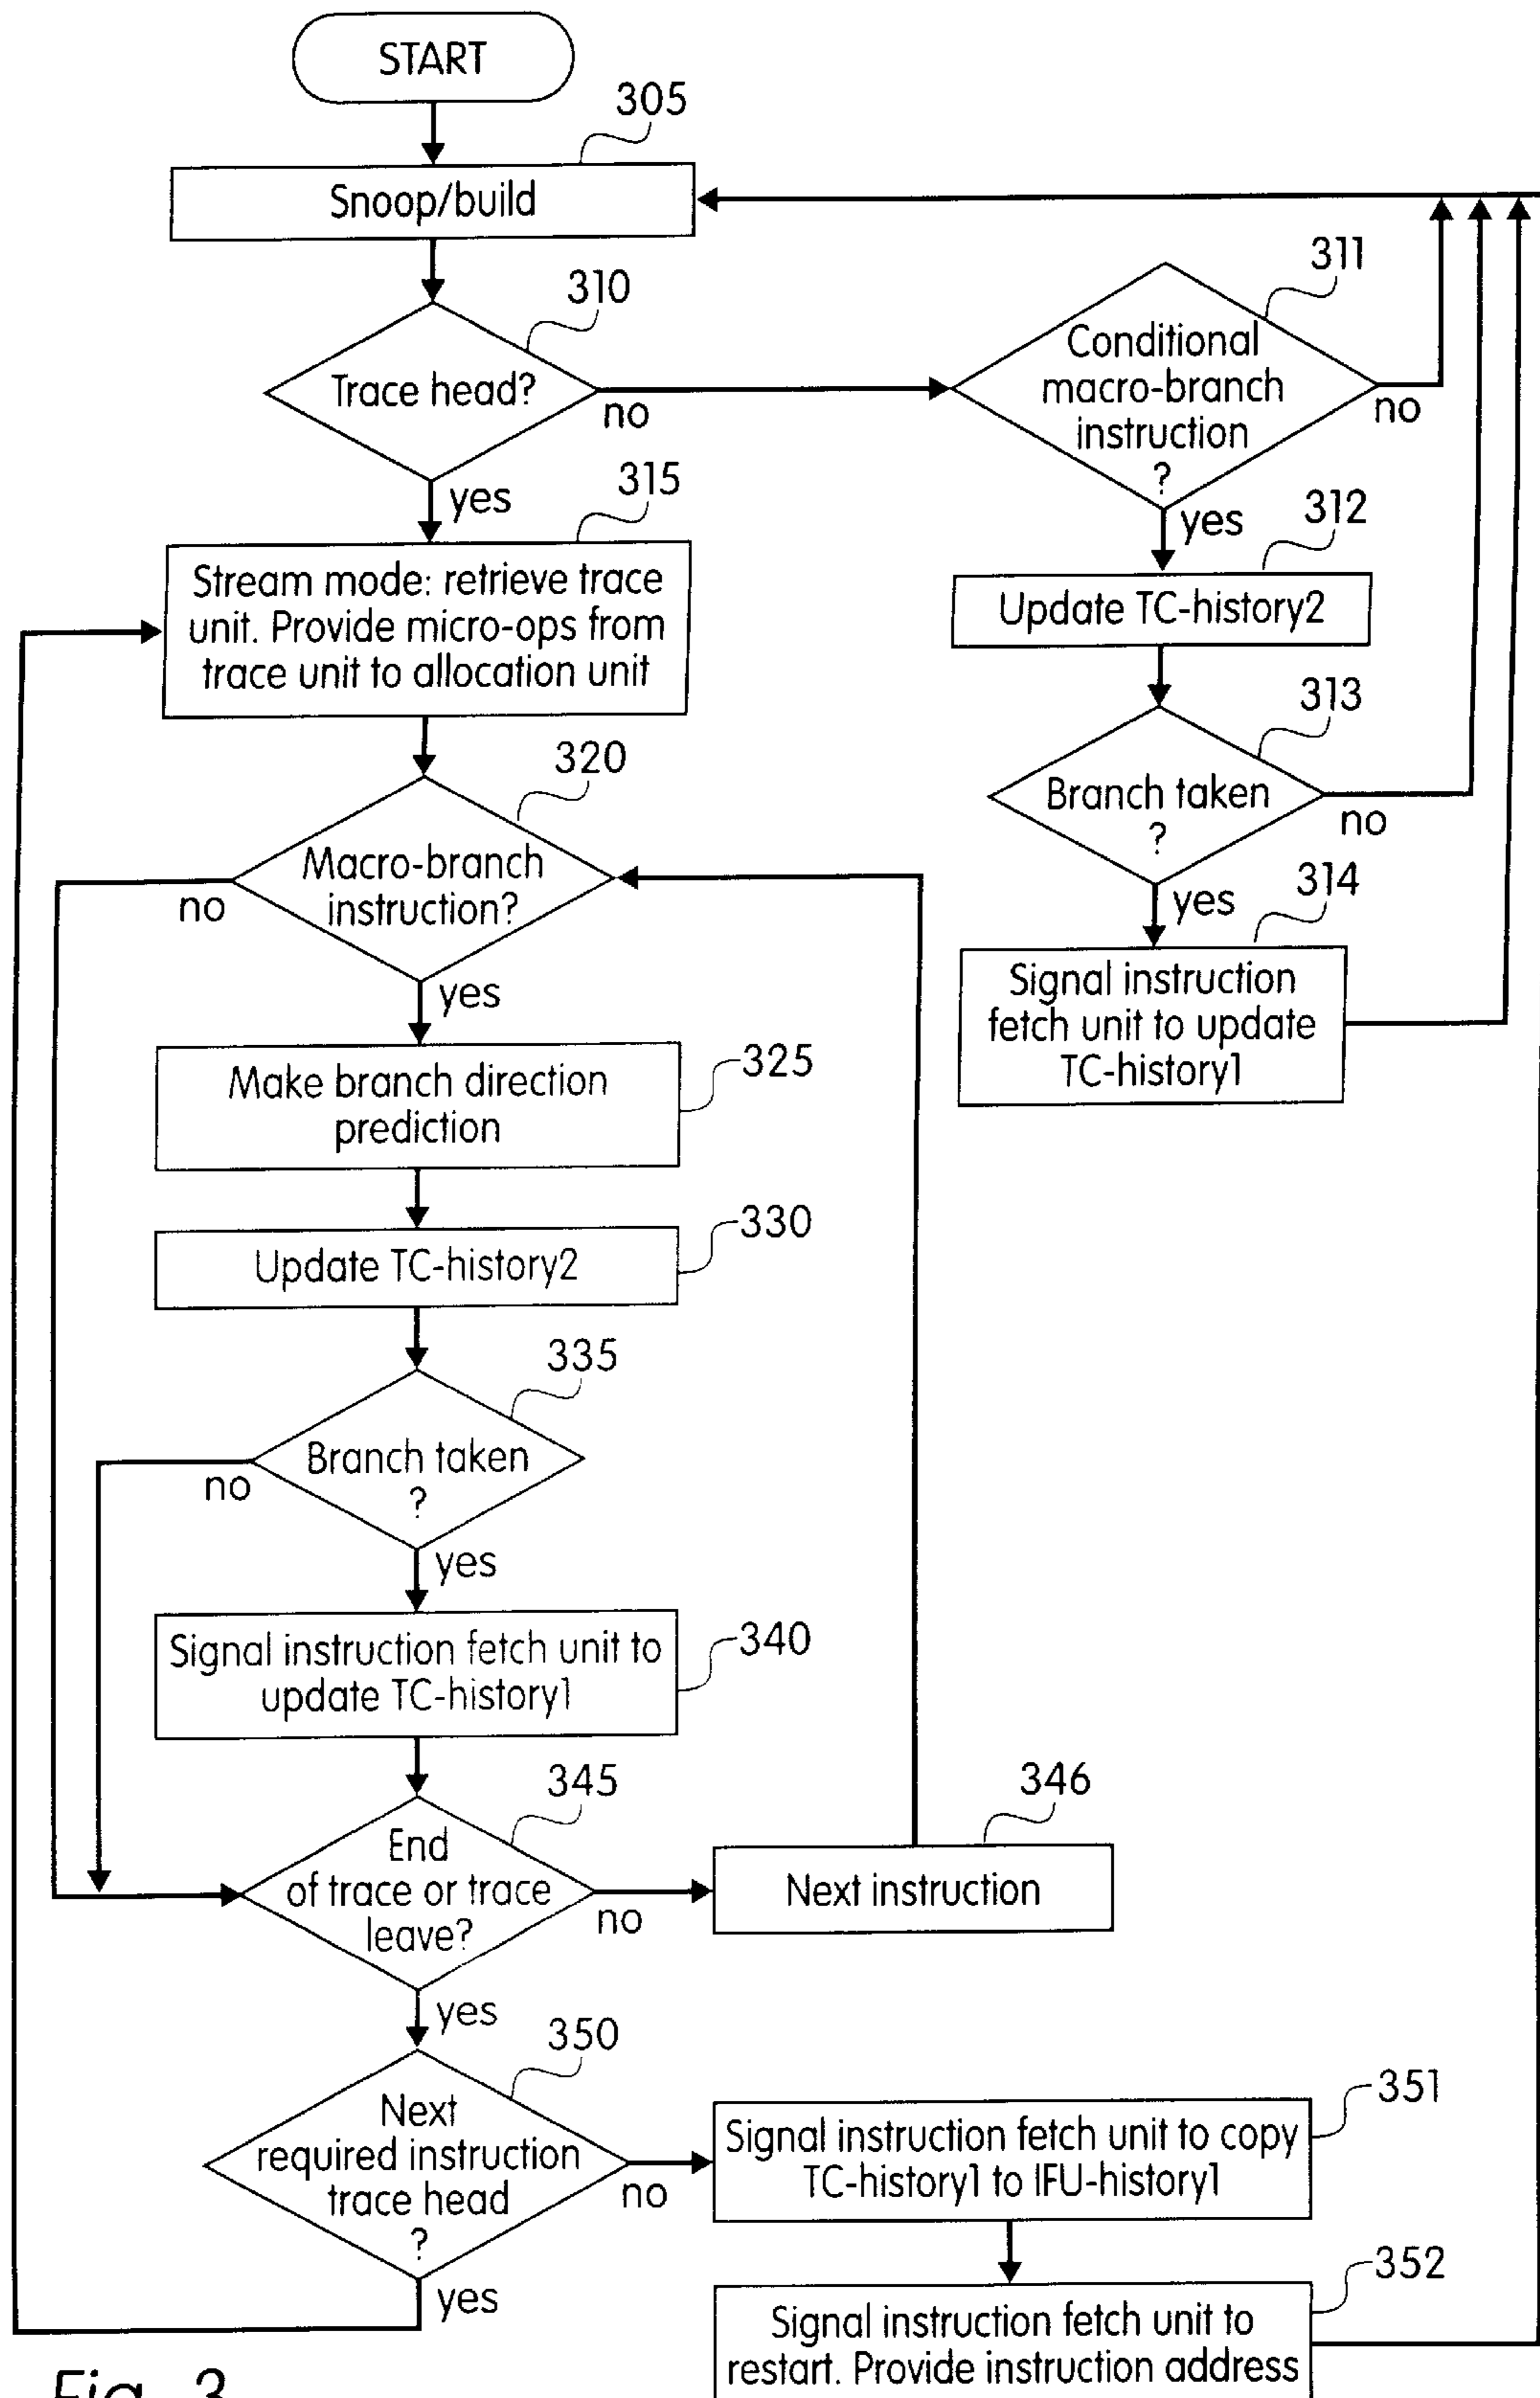 START
305
Snoop/build
310
Trace head?
no
yes
311
Conditional
macro-branch
instruction
?
no
yes
312
Update TC-history2
313
Branch taken
?
no
yes
314
Signal instruction
fetch unit to update
TC-history1
315
Stream mode: retrieve trace
unit. Provide micro-ops from
trace unit to allocation unit
320
Macro-branch
instruction?
no
yes
325
Make branch direction
prediction
330
Update TC-history2
335
Branch taken
?
no
yes
340
Signal instruction fetch unit to
update TC-history1
345
End
of trace or trace
leave?
no
yes
346
Next instruction
350
Next
required instruction
trace head
?
no
yes
351
Signal instruction fetch unit to copy
TC-history1 to IFU-history1
352
Signal instruction fetch unit to
restart. Provide instruction address
Fig. 3